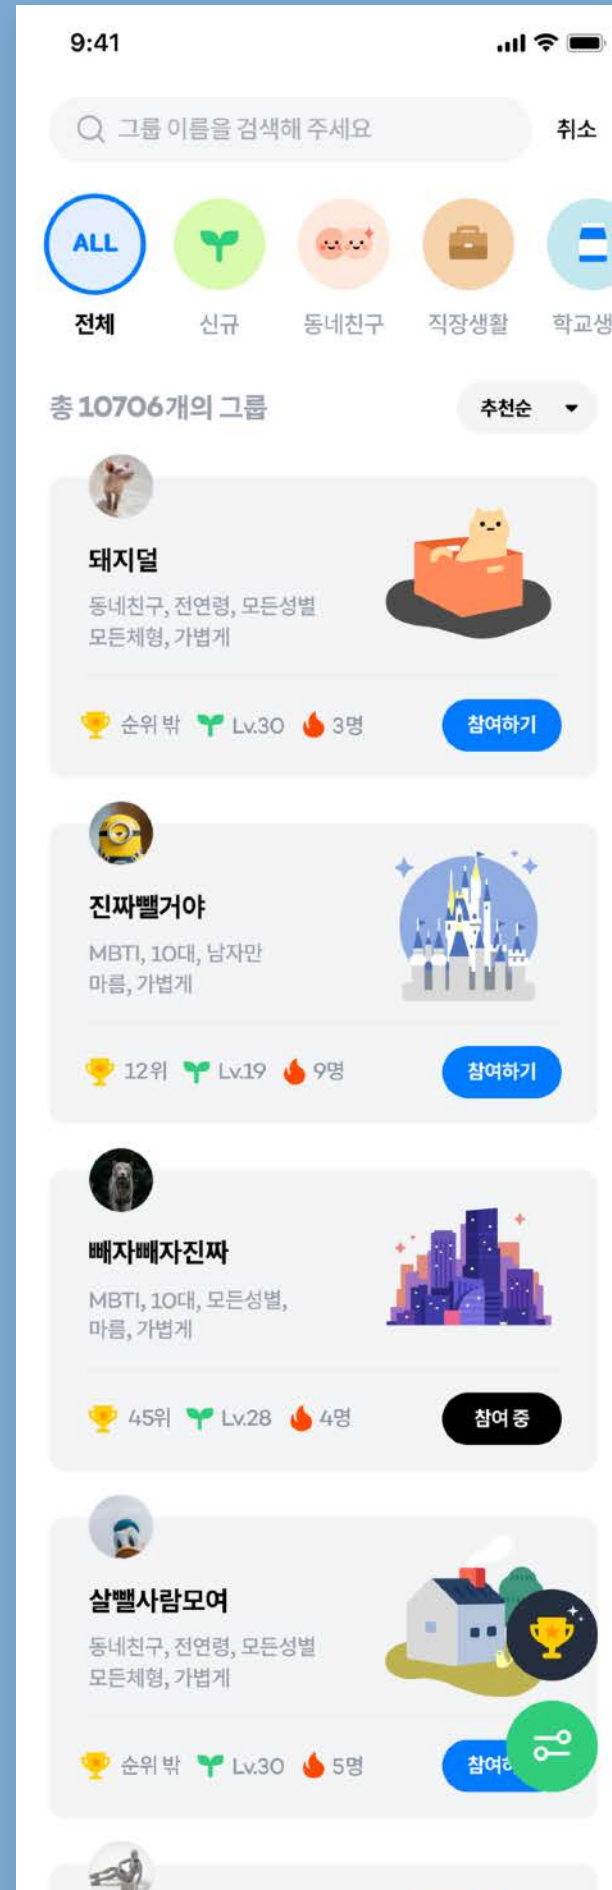 9:41
그룹 이름을 검색해 주세요
취소
ALL
전체
신규
동네친구
직장생활
학교생
총 10706개의 그룹
추천순
돼지덜
동네친구, 전연령, 모든성별
모든체형, 가볍게
순위 밖
Lv.30
3명
참여하기
진짜뺄거야
MBTI, 10대, 남자만
마름, 가볍게
12위
Lv.19
9명
참여하기
빼자빼자진짜
MBTI, 10대, 모든성별,
마름, 가볍게
45위
Lv.28
4명
참여 중
살뺄사람모여
동네친구, 전연령, 모든성별
모든체형, 가볍게
순위 밖
Lv.30
5명
참여